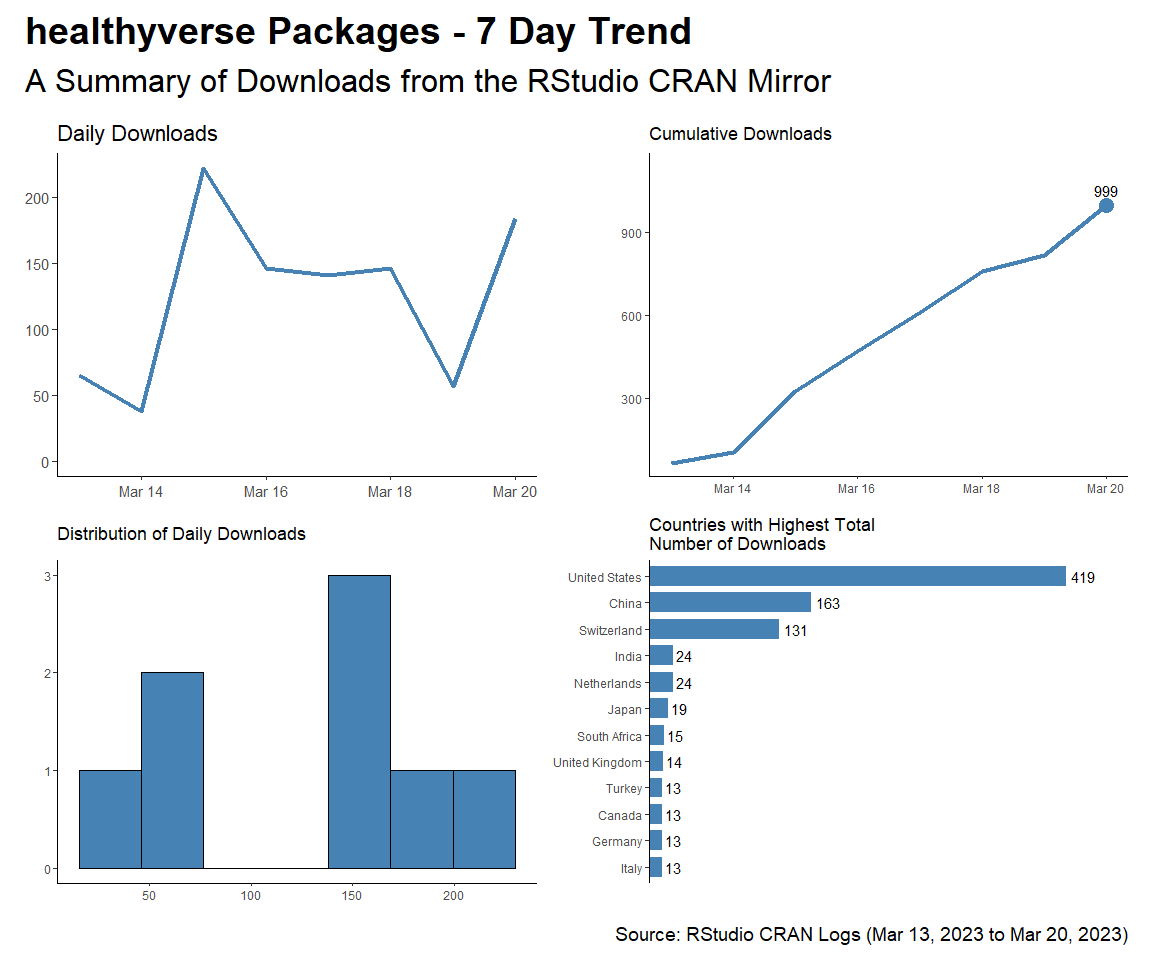 healthyverse Packages - 7 Day Trend
A Summary of Downloads from the RStudio CRAN Mirror
Daily Downloads
200
150
100
50
0
Mar 14 Mar 16 Mar 18 Mar 20
Cumulative Downloads
999
900
600
300
Mar 14 Mar 16 Mar 18 Mar 20
Distribution of Daily Downloads
3
2
1
0
50 100 150 200
Countries with Highest Total
Number of Downloads
United States 419
China 163
Switzerland 131
India 24
Netherlands 24
Japan 19
South Africa 15
United Kingdom 14
Turkey 13
Canada 13
Germany 13
Italy 13
Source: RStudio CRAN Logs (Mar 13, 2023 to Mar 20, 2023)